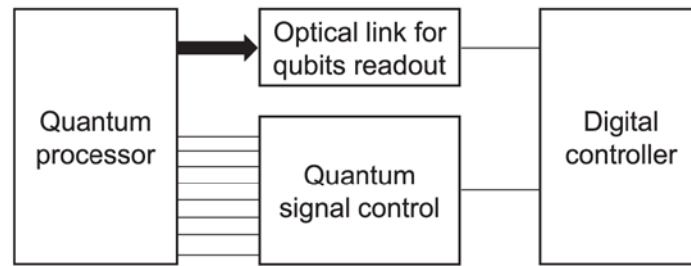 Quantum
processor
Optical link for
qubits readout
Quantum
signal control
Digital
controller